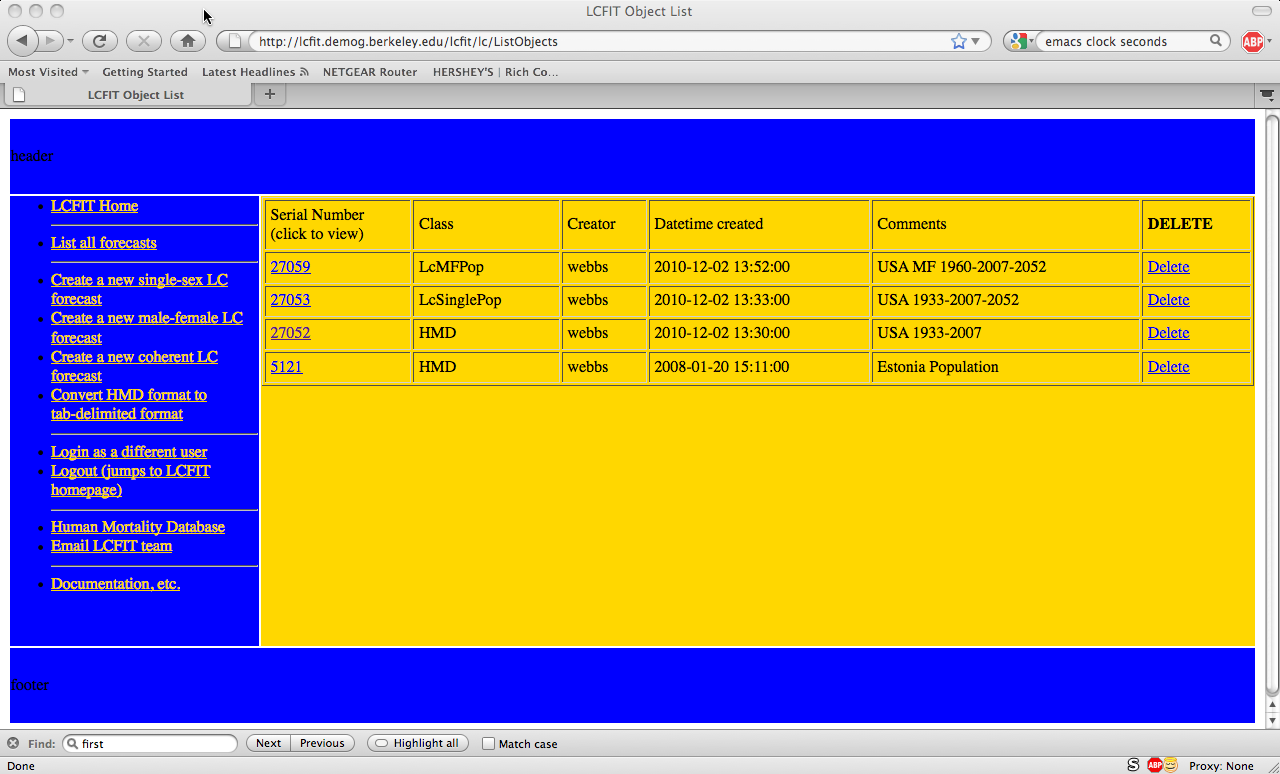 LCFIT Object List
http://lcfit.demog.berkeley.edu/lcfit/lc/ListObjects
emacs clock seconds
ABP
Most Visited Getting Started Latest Headlines NETGEAR Router HERSHEY'S | Rich Co...
LCFIT Object List
header
LCFIT Home
List all forecasts
Create a new single-sex LC
forecast
Create a new male-female LC
forecast
Create a new coherent LC
forecast
Convert HMD format to
tab-delimited format
Login as a different user
Logout (jumps to LCFIT
homepage)
Human Mortality Database
Email LCFIT team
Documentation, etc.
Serial Number
(click to view) Class Creator Datetime created Comments DELETE
27059 LcMFPop webbs 2010-12-02 13:52:00 USA MF 1960-2007-2052 Delete
27053 LcSinglePop webbs 2010-12-02 13:33:00 USA 1933-2007-2052 Delete
27052 HMD webbs 2010-12-02 13:30:00 USA 1933-2007 Delete
5121 HMD webbs 2008-01-20 15:11:00 Estonia Population Delete
footer
Find: first Next Previous Highlight all Match case
Done S ABP Proxy: None